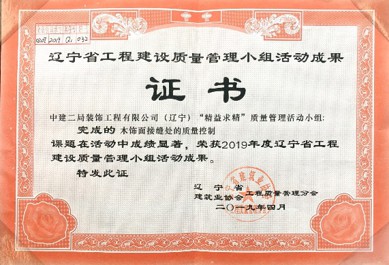 辽宁省工程建设质量管理小组活动成果
证书
中建二局装饰工程有限公司(辽宁)“精益求精”质量管理活动小组:
完成的 木饰面接缝处的质量控制
课题在活动中成绩显著,荣获2019年度辽宁省工程
建设质量管理小组活动成果。
特发此证
辽宁省
建筑业协会 工程质量管理分会
二〇一九年四月